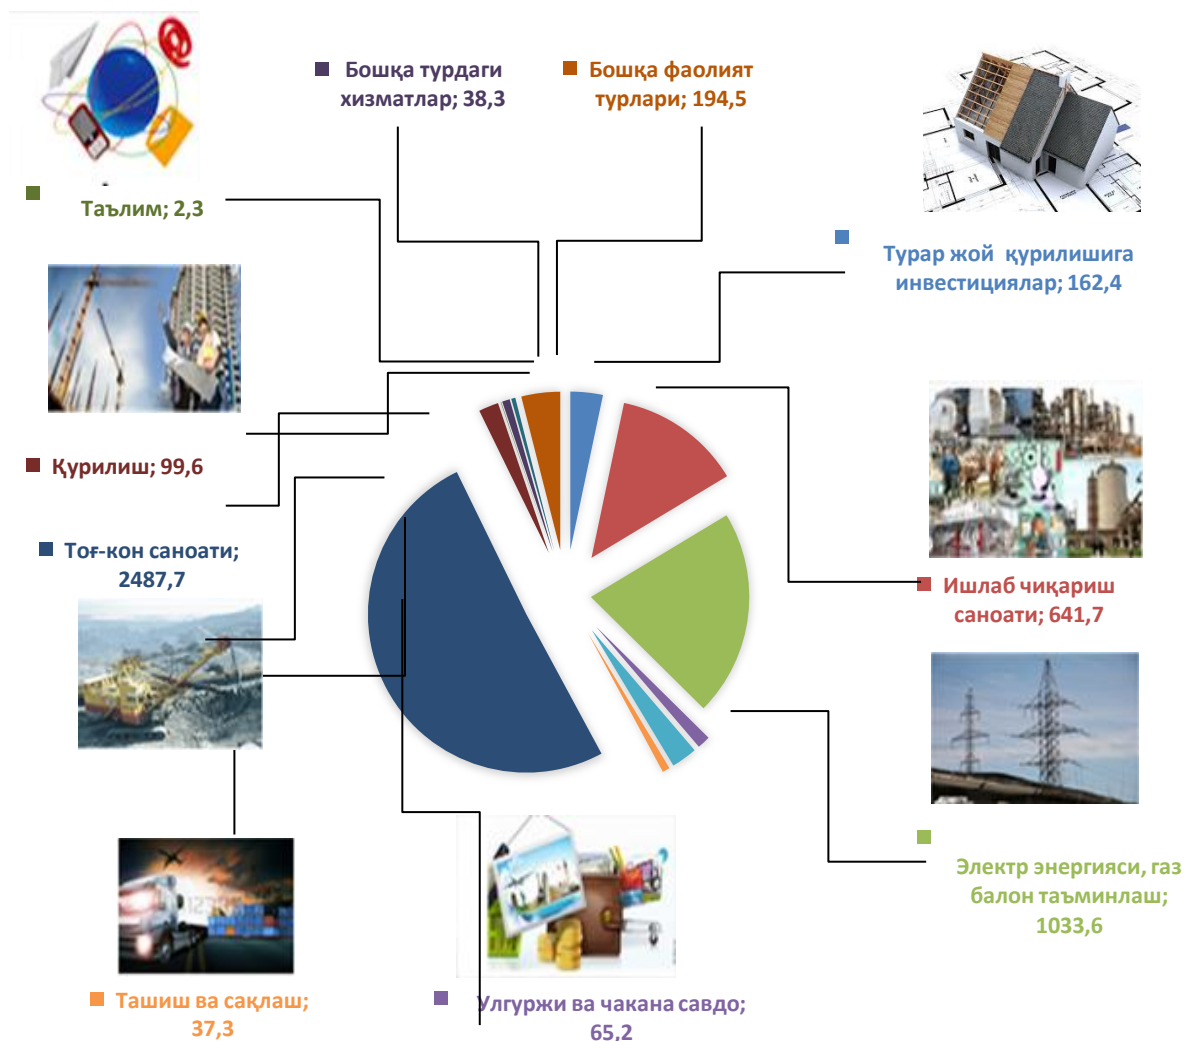 Бошқа турдаги
хизматлар; 38,3
Бошқа фаолият
турлари; 194,5
Таълим; 2,3
Турар жой қурилишига
инвестициялар; 162,4
Қурилиш; 99,6
Тоғ-кон саноати;
2487,7
Ишлаб чиқариш
саноати; 641,7
Электр энергияси, газ
балон таъминлаш;
1033,6
Ташиш ва сақлаш;
37,3
Улгуржи ва чакана савдо;
65,2